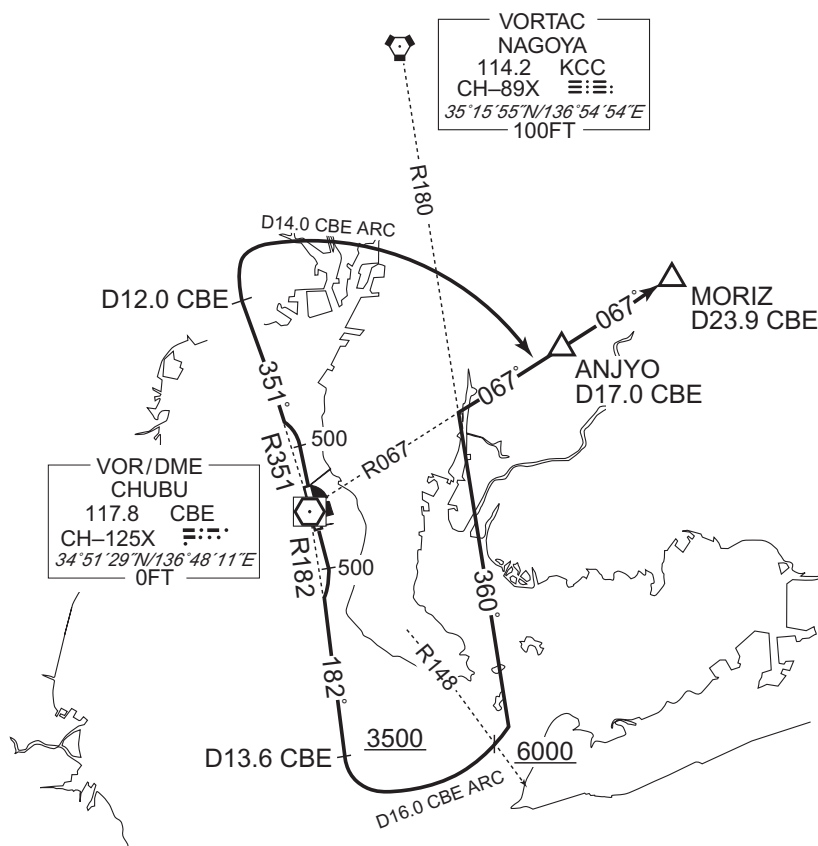 VORTAC
NAGOYA
114.2 KCC
CH–89X
35°15´55˝N/136°54´54˝E
100FT
R180
D14.0 CBE ARC
D12.0 CBE
MORIZ
D23.9 CBE
067°
ANJYO
D17.0 CBE
067°
351°
R351
500
R067
VOR/DME
CHUBU
117.8 CBE
CH–125X
34°51´29˝N/136°48´11˝E
0FT
R182
500
360°
182°
R148
D13.6 CBE
3500
6000
D16.0 CBE ARC